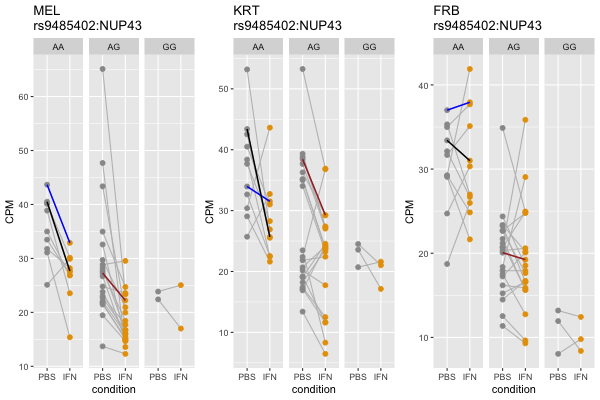 MEL
rs9485402:NUP43
AA AG GG
CPM
60
50
40
30
20
10
PBS IFN PBS IFN PBS IFN
condition
KRT
rs9485402:NUP43
AA AG GG
CPM
50
40
30
20
10
PBS IFN PBS IFN PBS IFN
condition
FRB
rs9485402:NUP43
AA AG GG
CPM
40
30
20
10
PBS IFN PBS IFN PBS IFN
condition